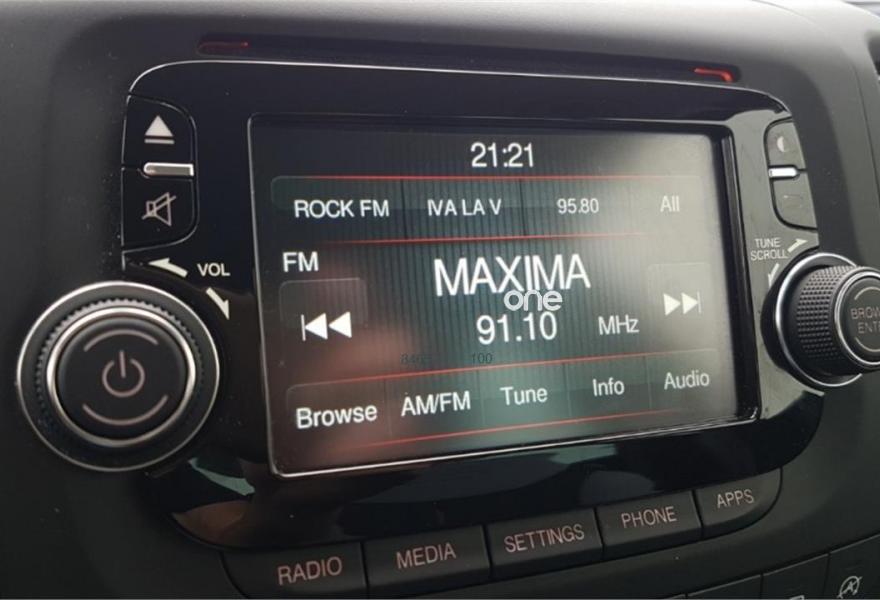 21:21
ROCK FM IVA LA V 95.80 All
FM
MAXIMA
one
91.10 MHz
100
Browse AM/FM Tune Info Audio
VOL
TUNE
SCROLL
RADIO MEDIA SETTINGS PHONE APPS